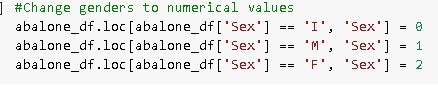 ] #Change genders to numerical values
abalone_df.loc[abalone_df['Sex'] == 'I', 'Sex'] = 0
abalone_df.loc[abalone_df['Sex'] == 'M', 'Sex'] = 1
abalone_df.loc[abalone_df['Sex'] == 'F', 'Sex'] = 2